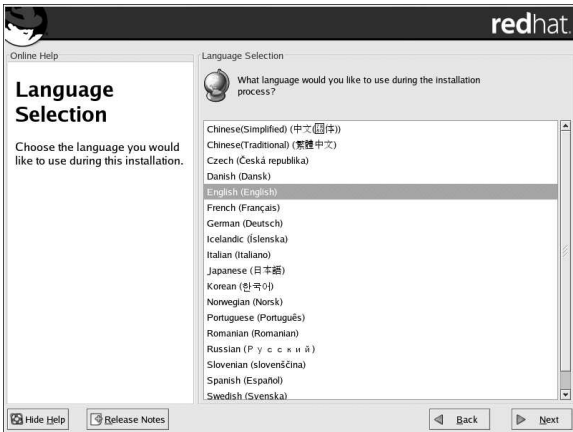 redhat.
Online Help
Language
Selection
Choose the language you would
like to use during this installation.
Language Selection
What language would you like to use during the installation
process?
Chinese(Simplified) (中文(简体))
Chinese(Traditional) (繁體中文)
Czech (Česká republika)
Danish (Dansk)
English (English)
French (Français)
German (Deutsch)
Icelandic (Íslenska)
Italian (Italiano)
Japanese (日本語)
Korean (한국어)
Norwegian (Norsk)
Portuguese (Português)
Romanian (Romanian)
Russian (Русский)
Slovenian (slovenščina)
Spanish (Español)
Swedish (Svenska)
Hide Help
Release Notes
Back
Next